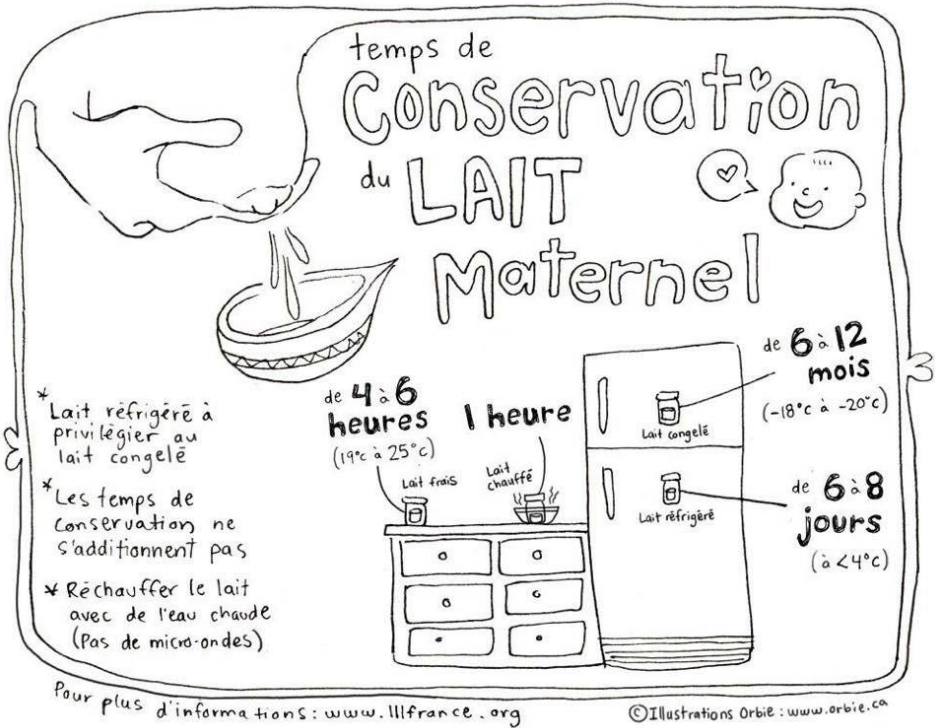 temps de
Conservation
du LAIT
Maternel
de 6 à 12
mois
(-18°c à -20°c)
Lait congelé
de 4 à 6
heures
(19°c à 25°c)
Lait frais
1 heure
Lait
chauffé
de 6 à 8
jours
(à <4°c)
Lait réfrigéré
* Lait réfrigéré à
privilégier au
lait congelé
* Les temps de
conservation ne
s'additionnent pas
* Réchauffer le lait
avec de l'eau chaude
(Pas de micro-ondes)
Pour plus d'informations : www.lllfrance.org
©Illustrations Orbie : www.orbie.ca